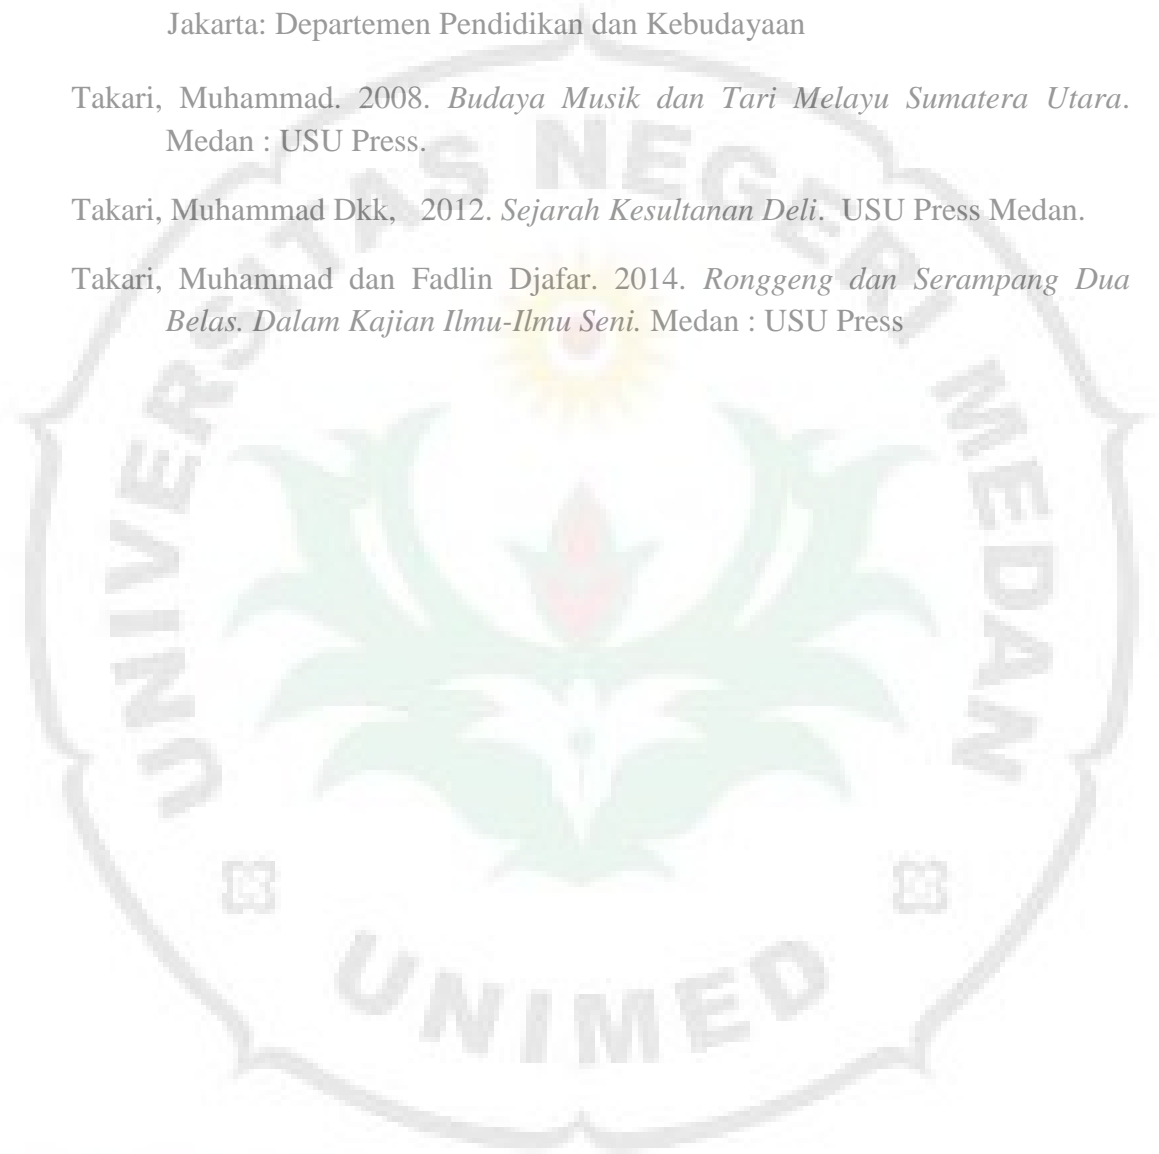 Jakarta: Departemen Pendidikan dan Kebudayaan
Takari, Muhammad. 2008. Budaya Musik dan Tari Melayu Sumatera Utara.
Medan : USU Press.
Takari, Muhammad Dkk,   2012. Sejarah Kesultanan Deli.  USU Press Medan.
Takari, Muhammad dan Fadlin Djafar. 2014. Ronggeng dan Serampang Dua
Belas. Dalam Kajian Ilmu-Ilmu Seni. Medan : USU Press
UNIVERSITAS NEGERI MEDAN
UNIMED